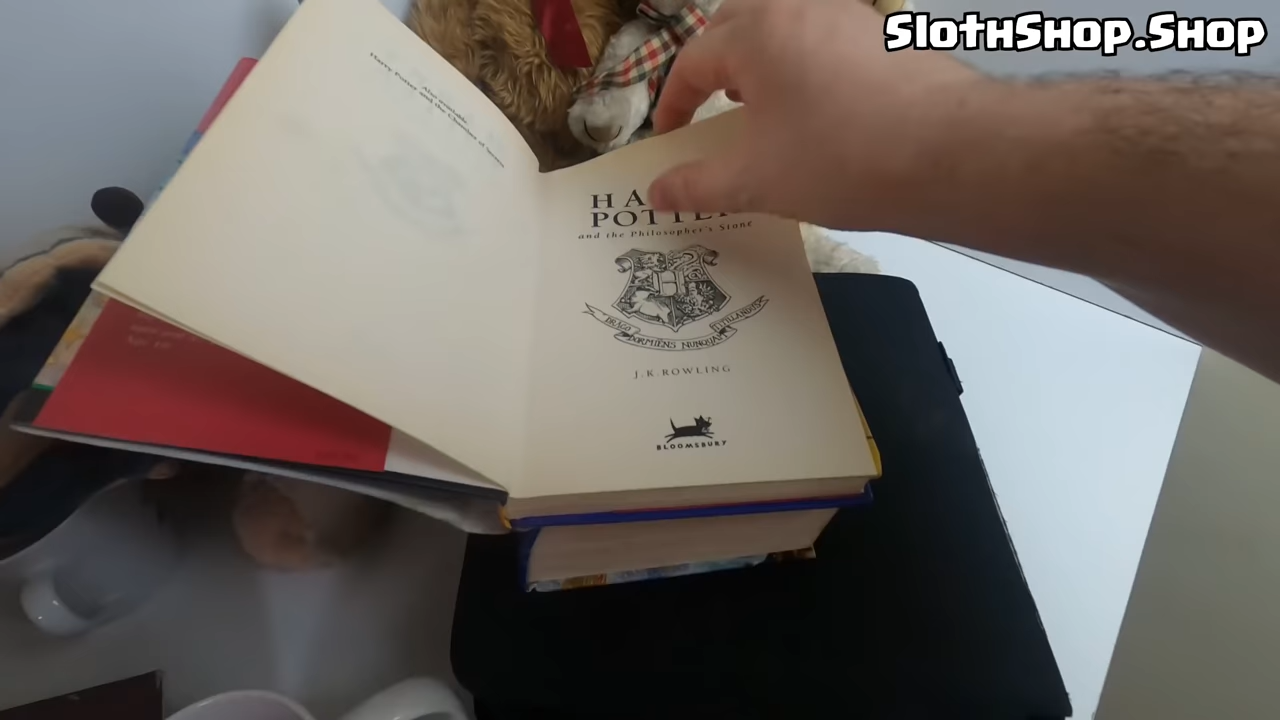 SlothShop.Shop
Also available:
Harry Potter and the Chamber of Secrets
HA
POTTE
and the Philosopher's Stone
DRACO
DORMIENS NUNQUAM
TITILLANDUS
J.K.ROWLING
BLOOMSBURY